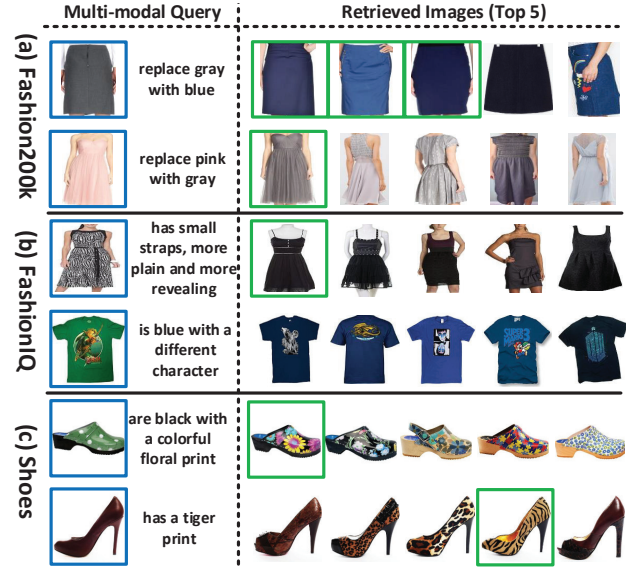 Multi-modal Query
Retrieved Images (Top 5)
(a) Fashion200k
replace gray
with blue
replace pink
with gray
(b) FashionIQ
has small
straps, more
plain and more
revealing
is blue with a
different
character
(c) Shoes
are black with
a colorful
floral print
has a tiger
print